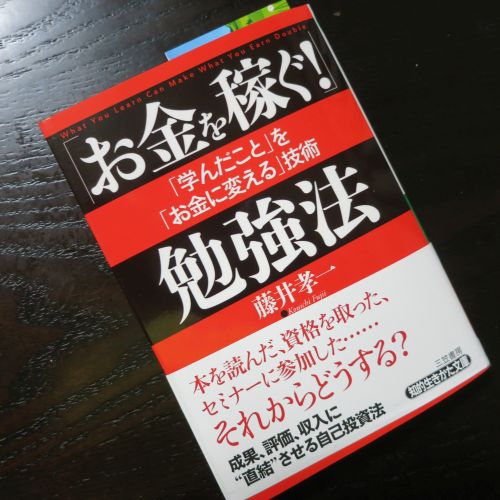 What You Learn Can Make What You Earn Double
「お金を稼ぐ!」
「学んだこと」を
「お金に変える」技術
勉強法
藤井孝一
●Kouichi Fujii
本を読んだ、資格を取った、
セミナーに参加した……
それからどうする?
成果、評価、収入に
“直結”させる自己投資法
三笠書房
知的生きかた文庫